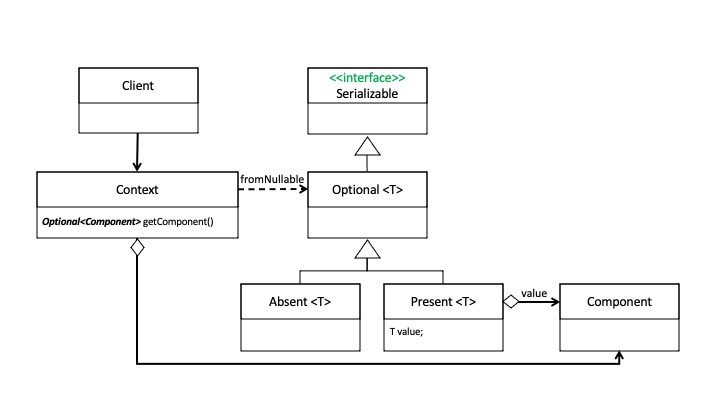 Client
<<interface>>
Serializable
Context
fromNullable
Optional <T>
Optional<Component> getComponent()
Absent <T>
Present <T>
value
Component
T value;